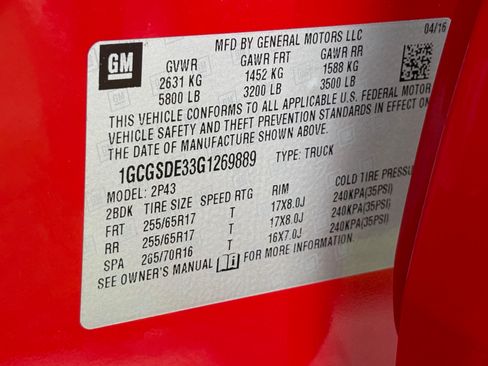 GM
MFD BY GENERAL MOTORS LLC
04/16
GVWR GAWR FRT GAWR RR
2631 KG 1452 KG 1588 KG
5800 LB 3200 LB 3500 LB
THIS VEHICLE CONFORMS TO ALL APPLICABLE U.S. FEDERAL MOTOR
VEHICLE SAFETY AND THEFT PREVENTION STANDARDS IN EFFECT ON
THE DATE OF MANUFACTURE SHOWN ABOVE.
1GCGSDE33G1269889 TYPE: TRUCK
MODEL: 2P43
2BDK TIRE SIZE SPEED RTG RIM COLD TIRE PRESSU
FRT 255/65R17 T 17X8.0J 240KPA(35PSI)
RR 255/65R17 T 17X8.0J 240KPA(35PSI)
SPA 265/70R16 T 16X7.0J 240KPA(35PSI)
SEE OWNER'S MANUAL FOR MORE INFORMATION.